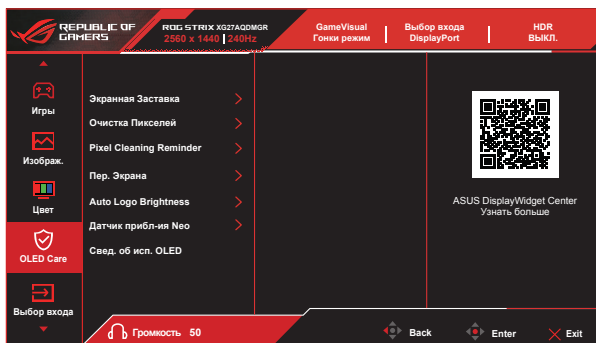 REPUBLIC OF
GAMERS
ROG STRIX XG27AQDMGR
2560 x 1440 240Hz
GameVisual
Гонки режим
Выбор входа
DisplayPort
HDR
ВЫКЛ.
Игры
Изображ.
Цвет
OLED Care
Выбор входа
Экранная Заставка
Очистка Пикселей
Pixel Cleaning Reminder
Пер. Экрана
Auto Logo Brightness
Датчик прибл-ия Neo
Свед. об исп. OLED
ASUS DisplayWidget Center
Узнать больше
Громкость 50
Back
Enter
Exit